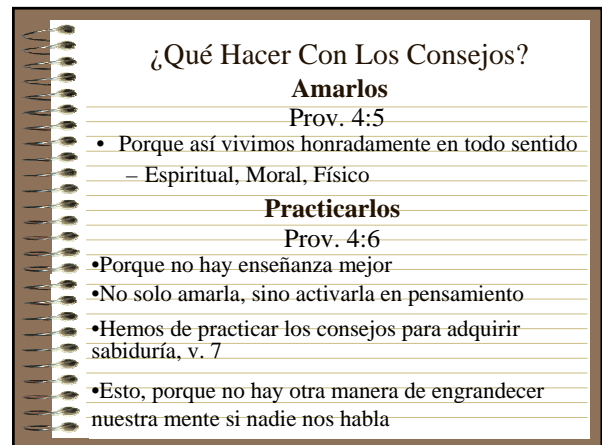 ¿Qué Hacer Con Los Consejos?
Amarlos
Prov. 4:5
• Porque así vivimos honradamente en todo sentido
– Espiritual, Moral, Físico
Practicarlos
Prov. 4:6
•Porque no hay enseñanza mejor
•No solo amarla, sino activarla en pensamiento
•Hemos de practicar los consejos para adquirir
sabiduría, v. 7
•Esto, porque no hay otra manera de engrandecer
nuestra mente si nadie nos habla